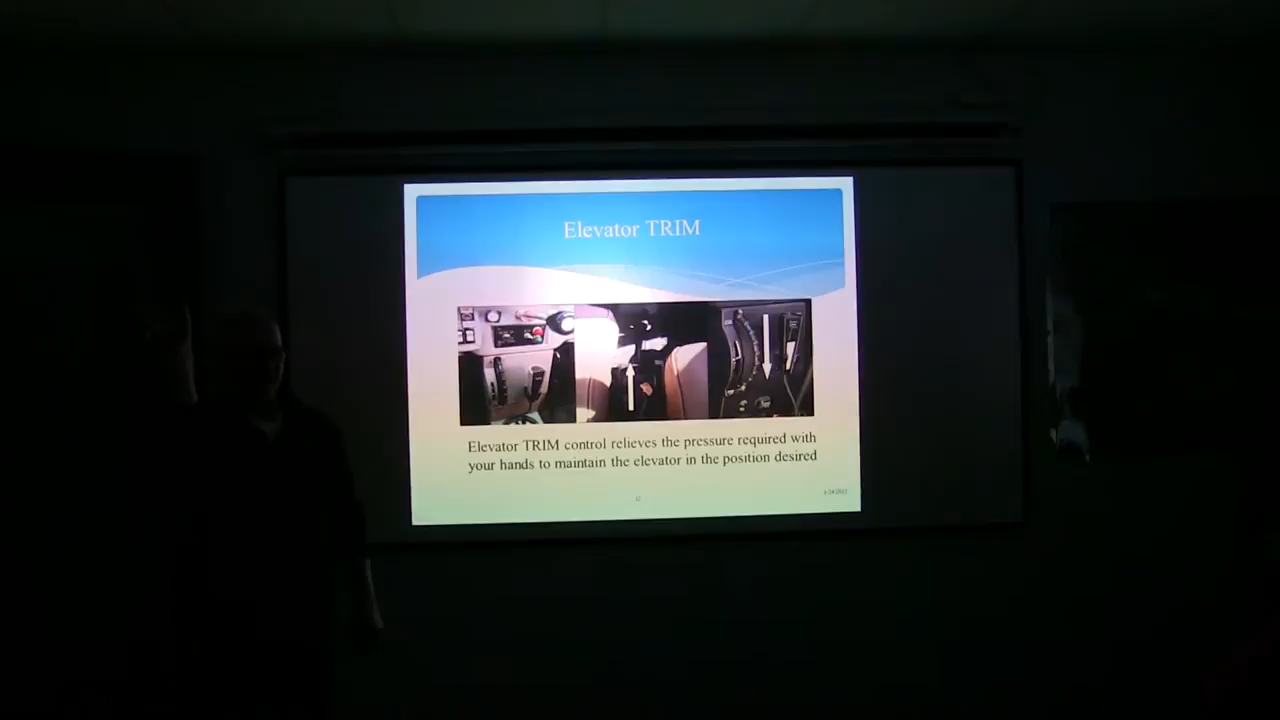 Elevator TRIM
Elevator TRIM control relieves the pressure required with
your hands to maintain the elevator in the position desired